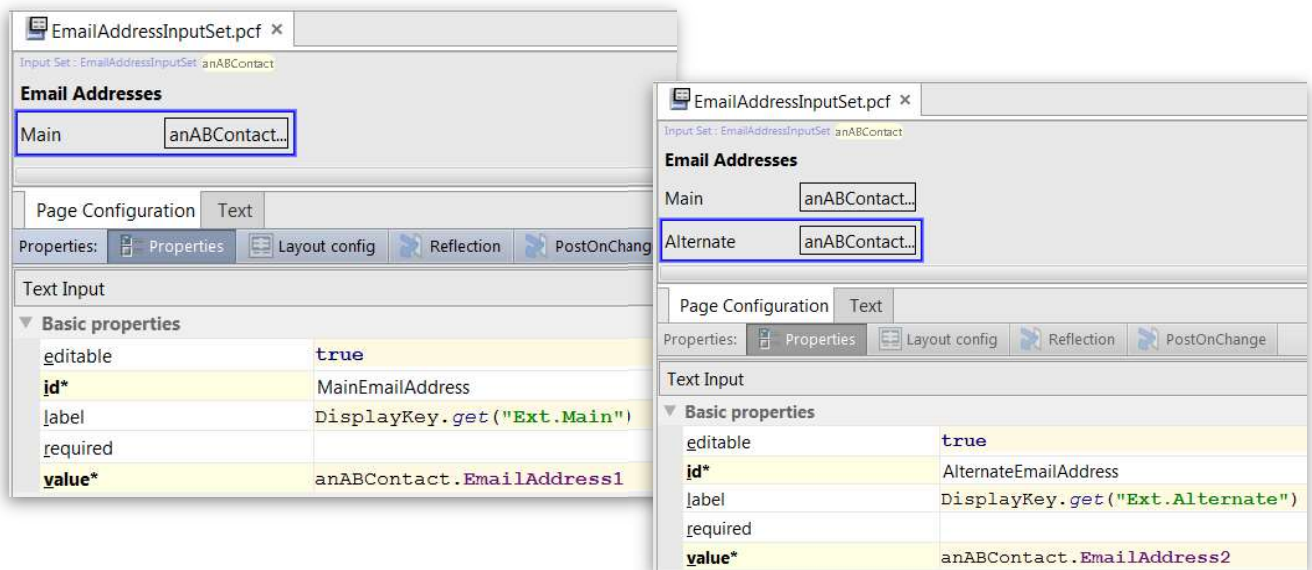 EmailAddressInputSet.pcf ×
Input Set : EmailAddressInputSet anABContact
Email Addresses
Main anABContact...
Page Configuration Text
Properties: Properties Layout config Reflection PostOnChang
Text Input
Basic properties
editable true
id* MainEmailAddress
label DisplayKey.get("Ext.Main")
required
value* anABContact.EmailAddress1
EmailAddressInputSet.pcf ×
Input Set : EmailAddressInputSet anABContact
Email Addresses
Main anABContact...
Alternate anABContact...
Page Configuration Text
Properties: Properties Layout config Reflection PostOnChange
Text Input
Basic properties
editable true
id* AlternateEmailAddress
label DisplayKey.get("Ext.Alternate")
required
value* anABContact.EmailAddress2